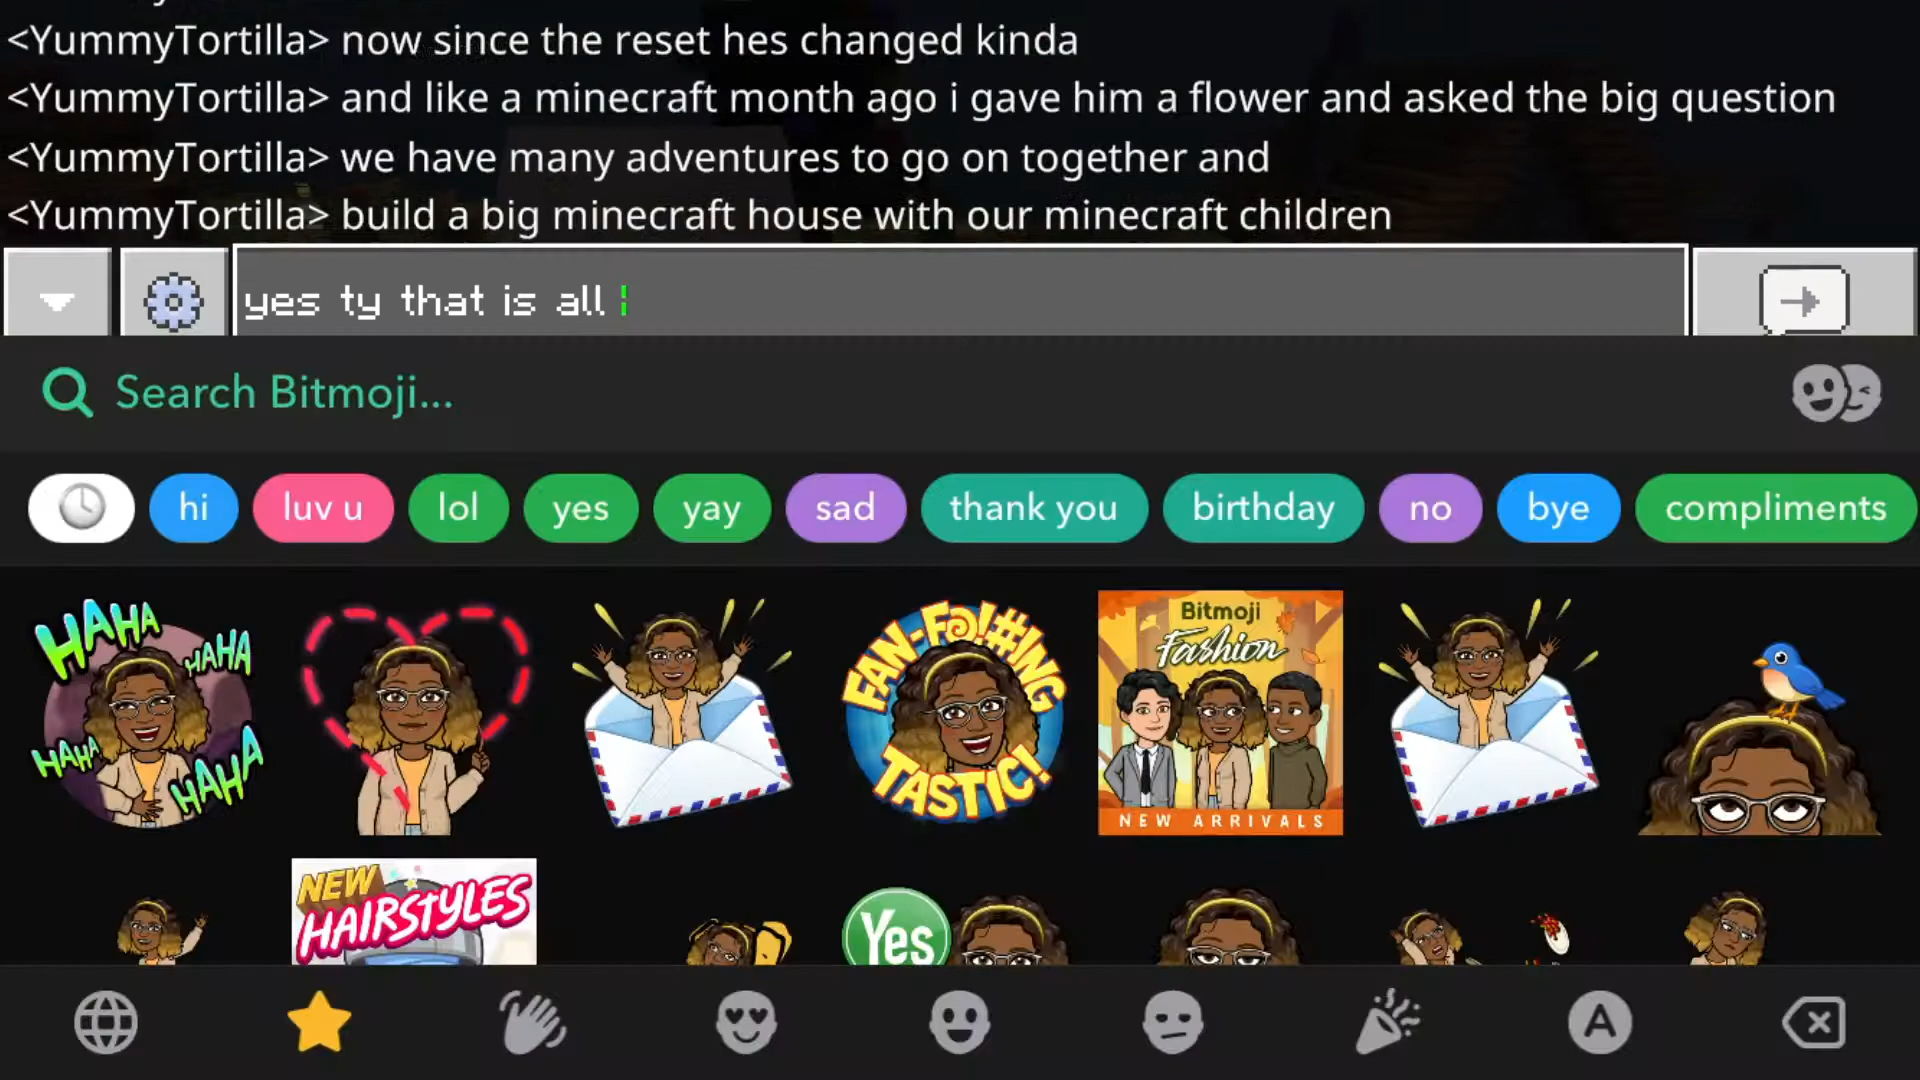 <YummyTortilla> now since the reset hes changed kinda
<YummyTortilla> and like a minecraft month ago i gave him a flower and asked the big question
<YummyTortilla> we have many adventures to go on together and
<YummyTortilla> build a big minecraft house with our minecraft children
yes ty that is all
Search Bitmoji...
hi luv u lol yes yay sad thank you birthday no bye compliments
HAHA
HAHA
HAHA
HAHA
FAN-F@!#ING
TASTIC!
Bitmoji
Fashion
NEW ARRIVALS
NEW
HAIRSTYLES
Yes
A